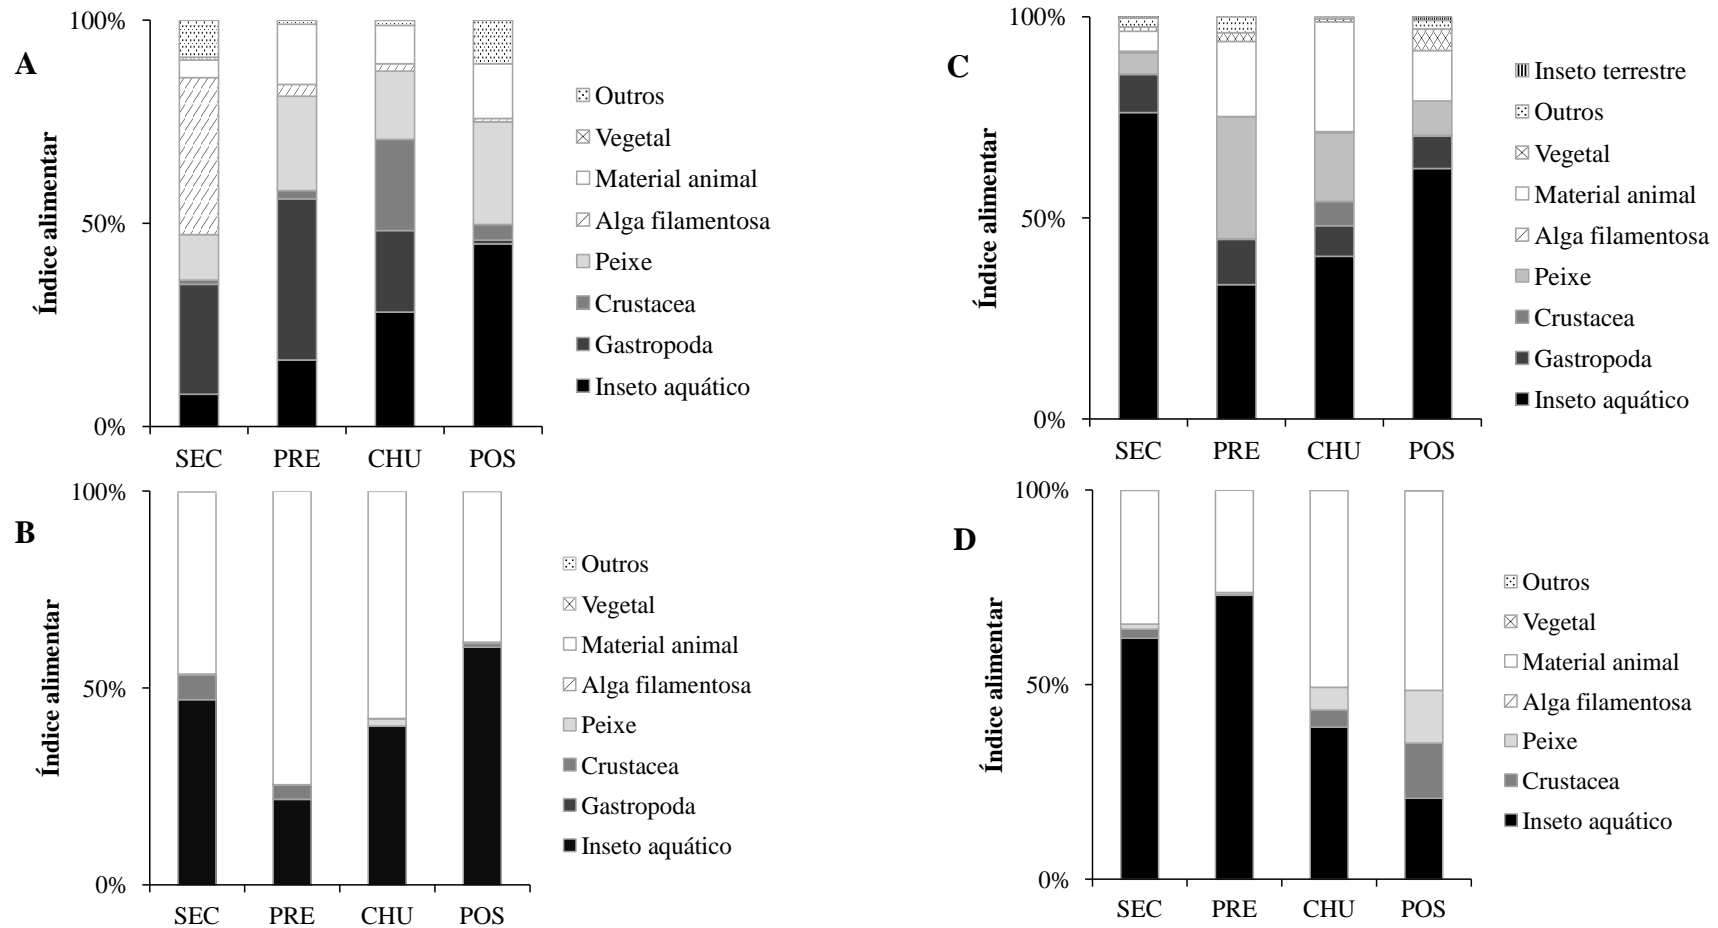 A
Índice alimentar
100%
50%
0%
SEC PRE CHU POS
Outros
Vegetal
Material animal
Alga filamentosa
Peixe
Crustacea
Gastropoda
Inseto aquático
C
Índice alimentar
100%
50%
0%
SEC PRE CHU POS
Inseto terrestre
Outros
Vegetal
Material animal
Alga filamentosa
Peixe
Crustacea
Gastropoda
Inseto aquático
B
Índice alimentar
100%
50%
0%
SEC PRE CHU POS
Outros
Vegetal
Material animal
Alga filamentosa
Peixe
Crustacea
Gastropoda
Inseto aquático
D
Índice alimentar
100%
50%
0%
SEC PRE CHU POS
Outros
Vegetal
Material animal
Alga filamentosa
Peixe
Crustacea
Inseto aquático